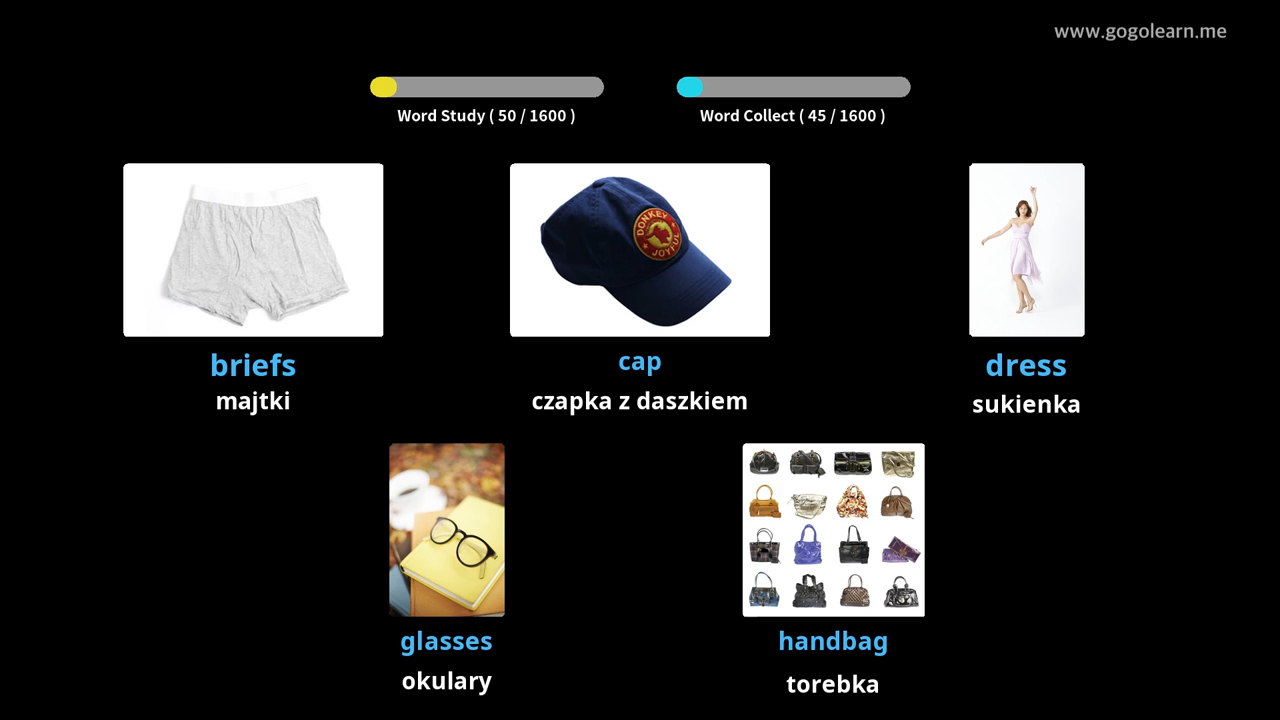 www.gogolearn.me
Word Study ( 50 / 1600 )
Word Collect ( 45 / 1600 )
DONKEY
JOYFUL
briefs
majtki
cap
czapka z daszkiem
dress
sukienka
glasses
okulary
handbag
torebka